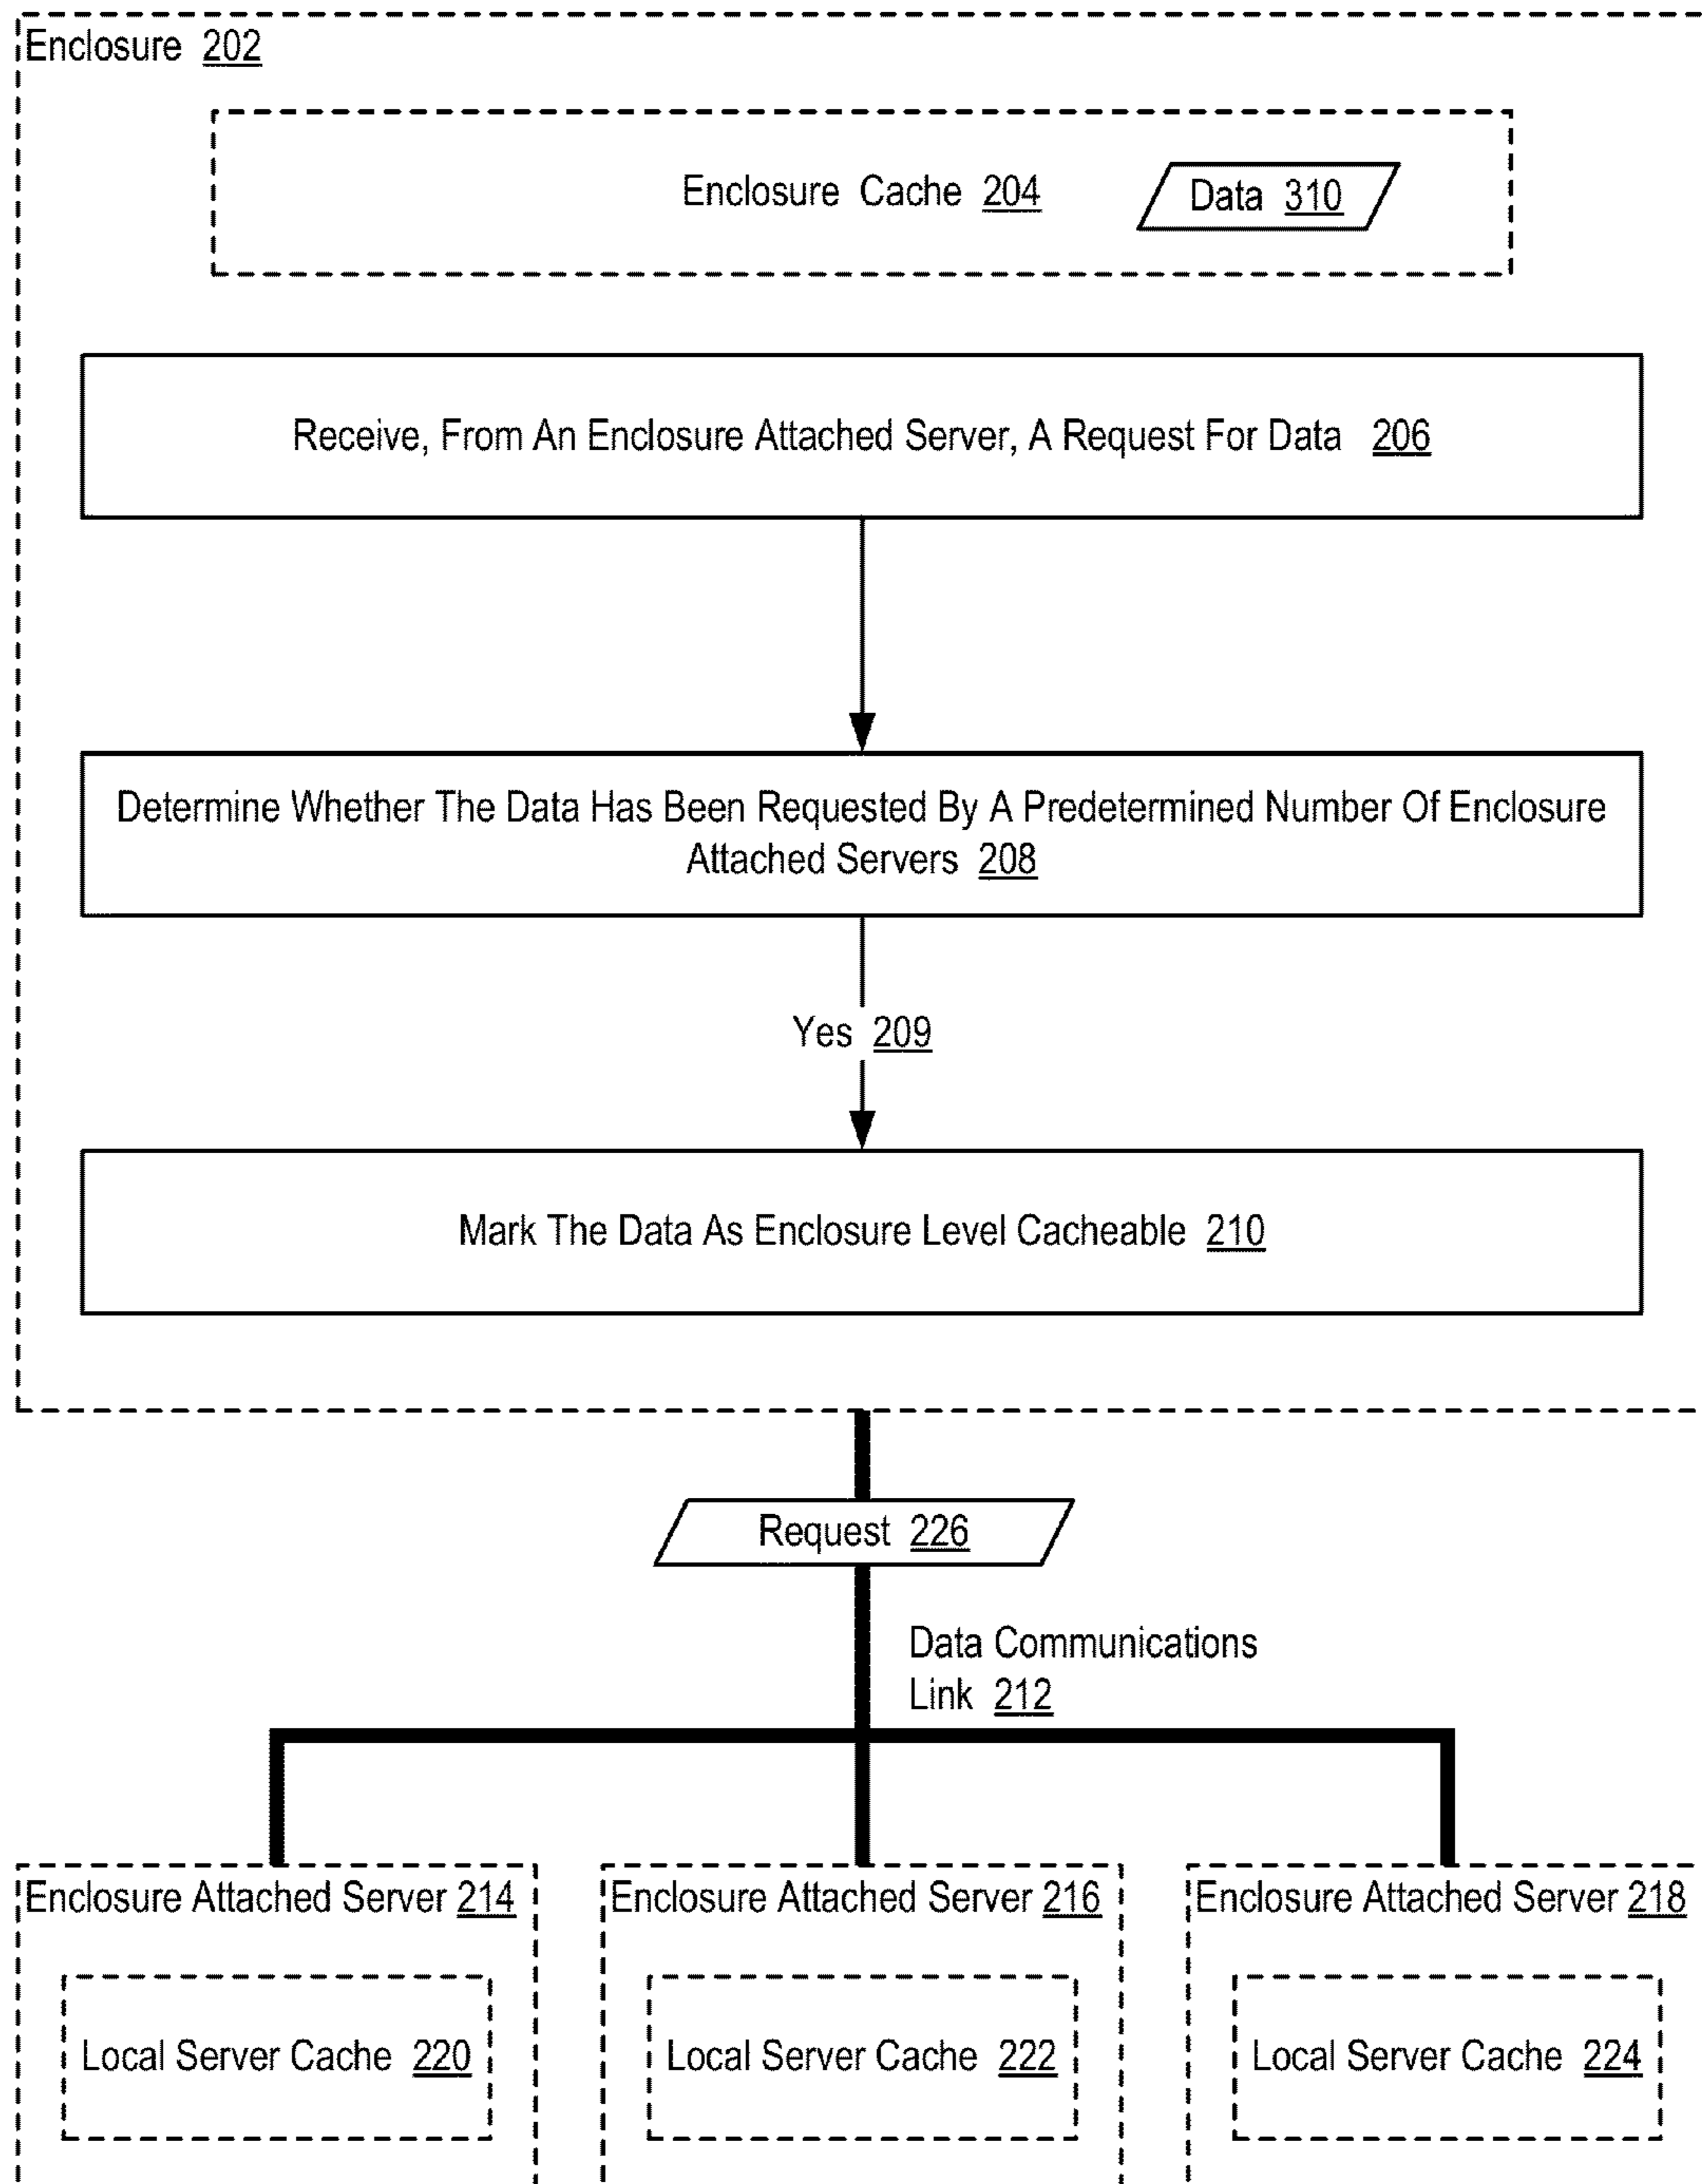 Enclosure 202
Enclosure Cache 204
Data 310
Receive, From An Enclosure Attached Server, A Request For Data 206
Determine Whether The Data Has Been Requested By A Predetermined Number Of Enclosure
Attached Servers 208
Yes 209
Mark The Data As Enclosure Level Cacheable 210
Request 226
Data Communications
Link 212
Enclosure Attached Server 214
Enclosure Attached Server 216
Enclosure Attached Server 218
Local Server Cache 220
Local Server Cache 222
Local Server Cache 224